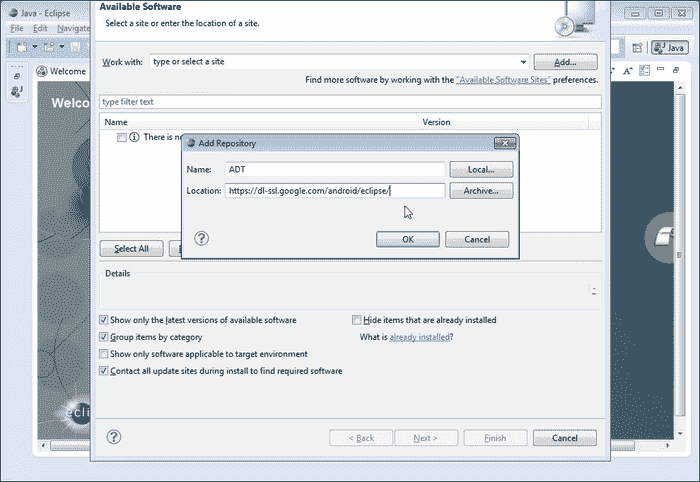 Java - Eclipse
File Edit Navigate
Java
Welcome
Welco
Available Software
Select a site or enter the location of a site.
Work with: type or select a site Add...
Find more software by working with the "Available Software Sites" preferences.
type filter text
Name Version
There is no
Add Repository
Name: ADT Local...
Location: https://dl-ssl.google.com/android/eclipse/ Archive...
OK Cancel
Select All
Details
Show only the latest versions of available software
Hide items that are already installed
Group items by category
What is already installed?
Show only software applicable to target environment
Contact all update sites during install to find required software
ecli
< Back Next > Finish Cancel